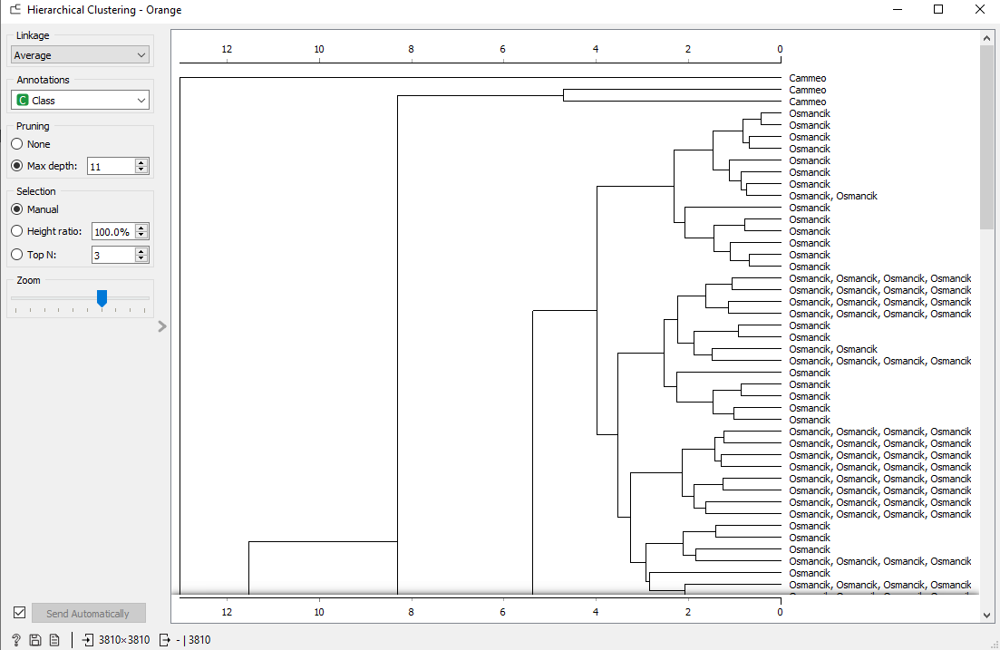 Hierarchical Clustering - Orange
Linkage
Average
Annotations
C Class
Pruning
None
Max depth: 11
Selection
Manual
Height ratio: 100.0%
Top N: 3
Zoom
Send Automatically
? 3810×3810 - | 3810
12 10 8 6 4 2 0
Cammeo
Cammeo
Cammeo
Osmancik
Osmancik
Osmancik
Osmancik
Osmancik
Osmancik
Osmancik
Osmancik, Osmancik
Osmancik
Osmancik
Osmancik
Osmancik
Osmancik
Osmancik
Osmancik, Osmancik, Osmancik, Osmancik
Osmancik, Osmancik, Osmancik, Osmancik
Osmancik, Osmancik, Osmancik, Osmancik
Osmancik, Osmancik, Osmancik, Osmancik
Osmancik
Osmancik
Osmancik, Osmancik
Osmancik, Osmancik, Osmancik, Osmancik
Osmancik
Osmancik
Osmancik
Osmancik
Osmancik
Osmancik, Osmancik, Osmancik, Osmancik
Osmancik, Osmancik, Osmancik, Osmancik
Osmancik, Osmancik, Osmancik, Osmancik
Osmancik, Osmancik, Osmancik, Osmancik
Osmancik, Osmancik, Osmancik, Osmancik
Osmancik, Osmancik, Osmancik, Osmancik
Osmancik, Osmancik, Osmancik, Osmancik
Osmancik, Osmancik, Osmancik, Osmancik
Osmancik
Osmancik
Osmancik
Osmancik, Osmancik, Osmancik, Osmancik
Osmancik
Osmancik, Osmancik, Osmancik, Osmancik
12 10 8 6 4 2 0